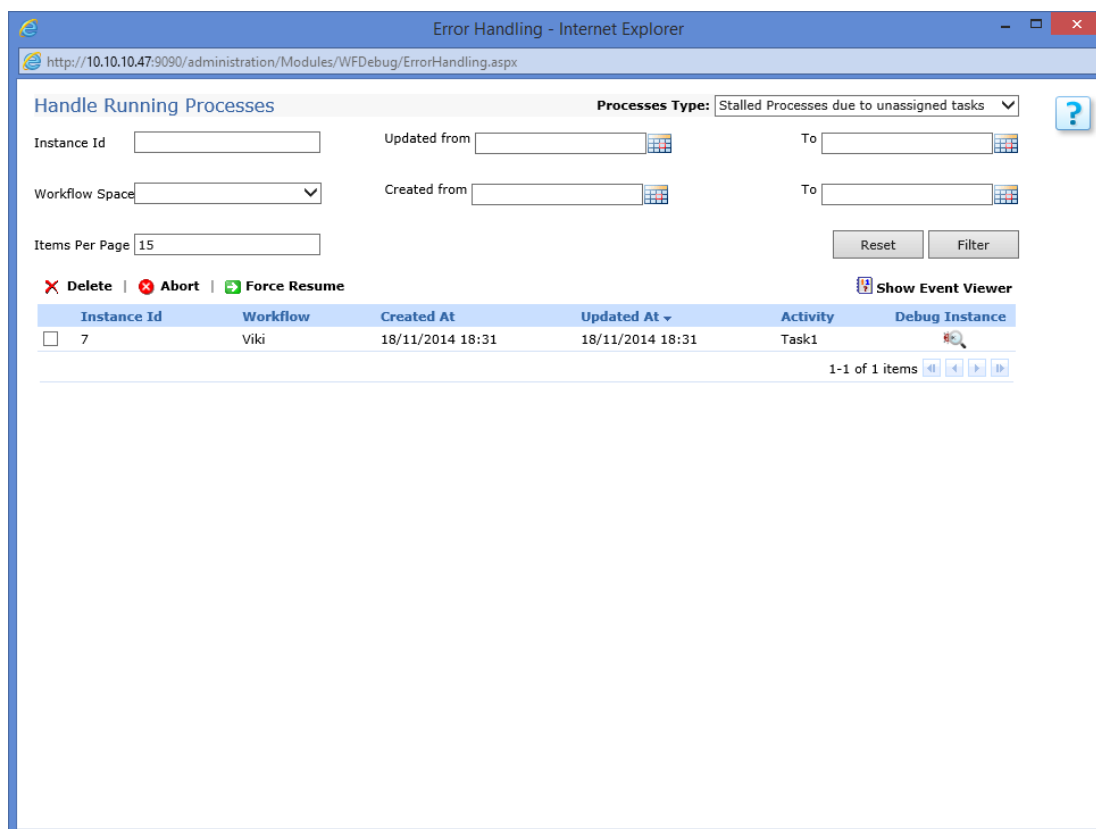 Error Handling - Internet Explorer
http://10.10.10.47:9090/administration/Modules/WFDebug/ErrorHandling.aspx
Handle Running Processes Processes Type: Stalled Processes due to unassigned tasks
?
Instance Id Updated from To
Workflow Space Created from To
Items Per Page 15 Reset Filter
Delete | Abort | Force Resume Show Event Viewer
Instance Id Workflow Created At Updated At Activity Debug Instance
7 Viki 18/11/2014 18:31 18/11/2014 18:31 Task1
1-1 of 1 items